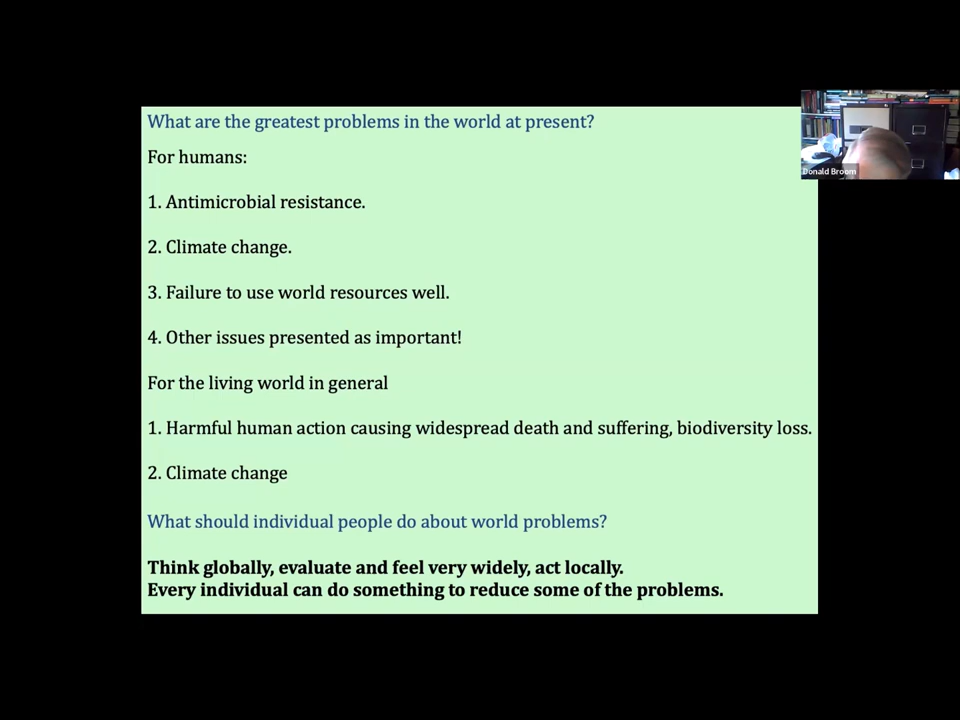 What are the greatest problems in the world at present?
For humans:
1. Antimicrobial resistance.
2. Climate change.
3. Failure to use world resources well.
4. Other issues presented as important!
For the living world in general
1. Harmful human action causing widespread death and suffering, biodiversity loss.
2. Climate change
What should individual people do about world problems?
Think globally, evaluate and feel very widely, act locally.
Every individual can do something to reduce some of the problems.
Donald Broom